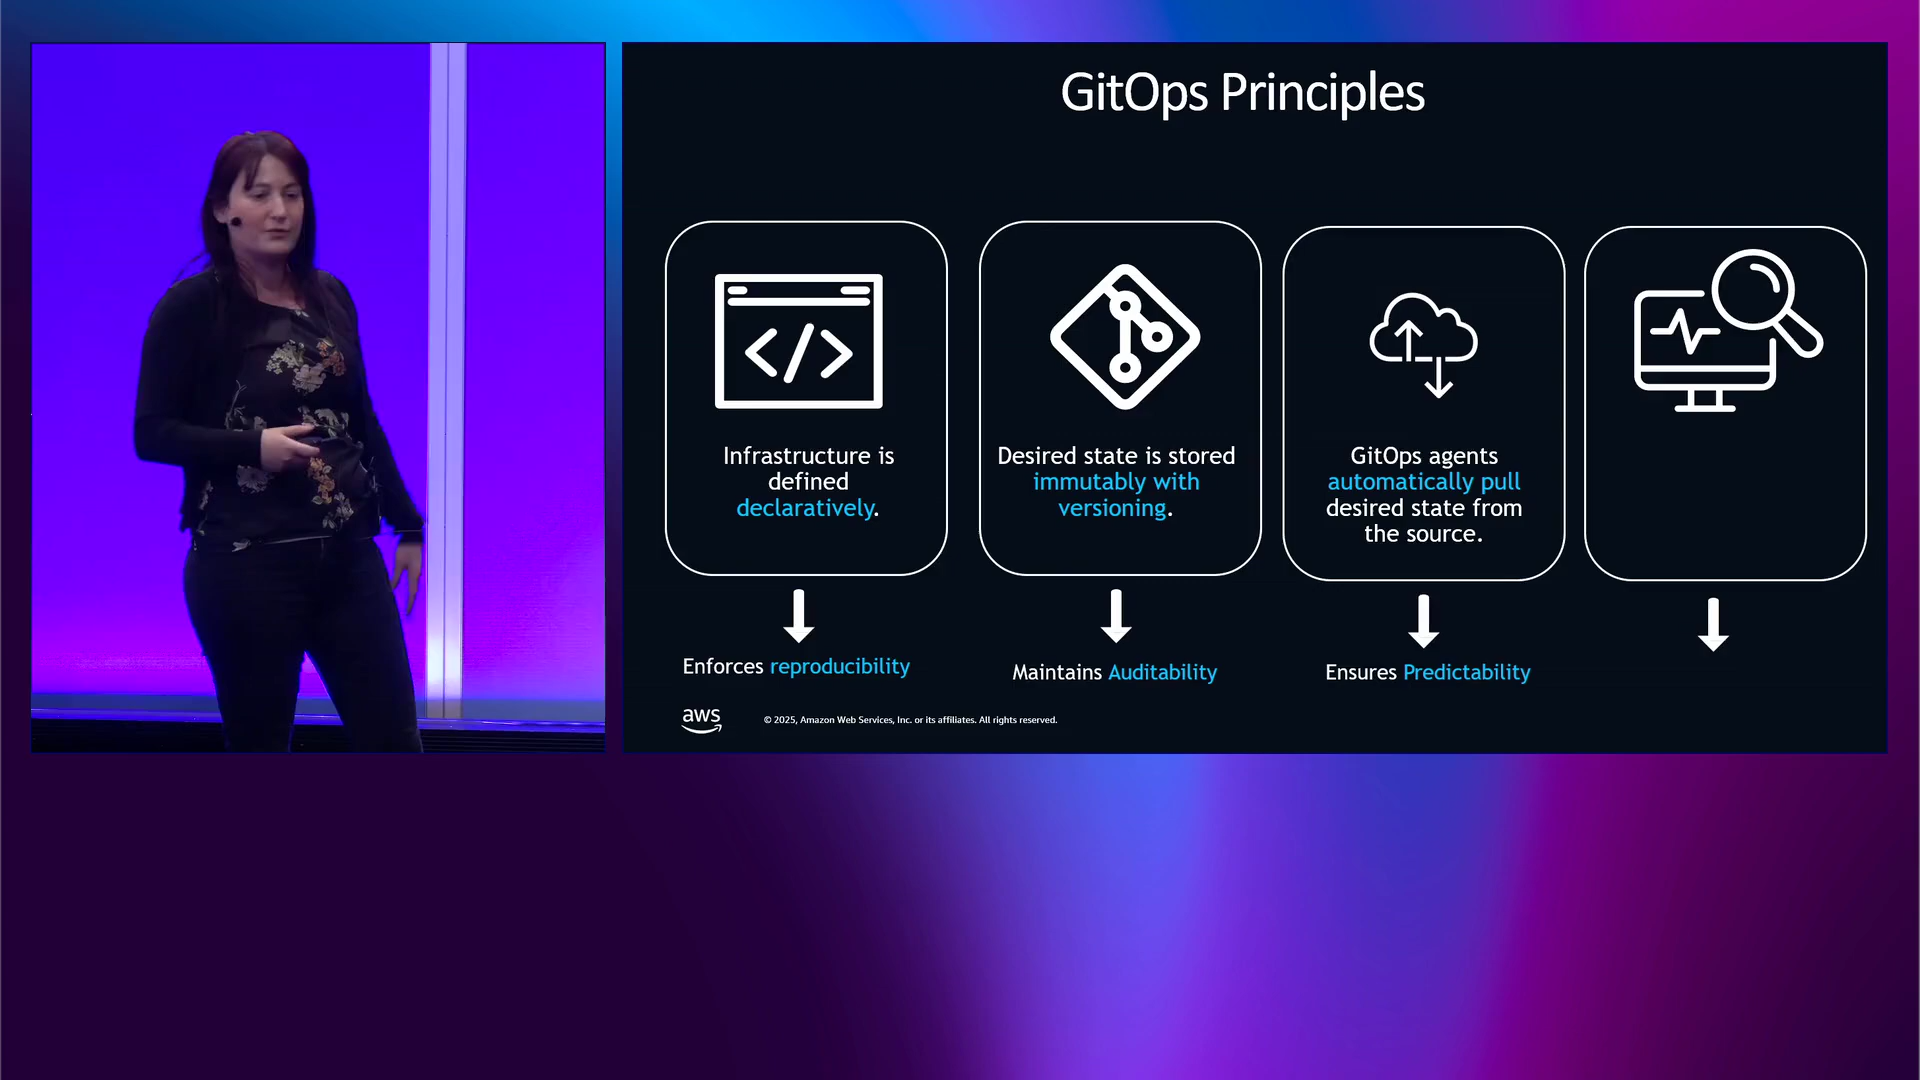 GitOps Principles
Infrastructure is
defined
declaratively.
Desired state is stored
immutably with
versioning.
GitOps agents
automatically pull
desired state from
the source.
Enforces reproducibility
Maintains Auditability
Ensures Predictability
aws
© 2025, Amazon Web Services, Inc. or its affiliates. All rights reserved.